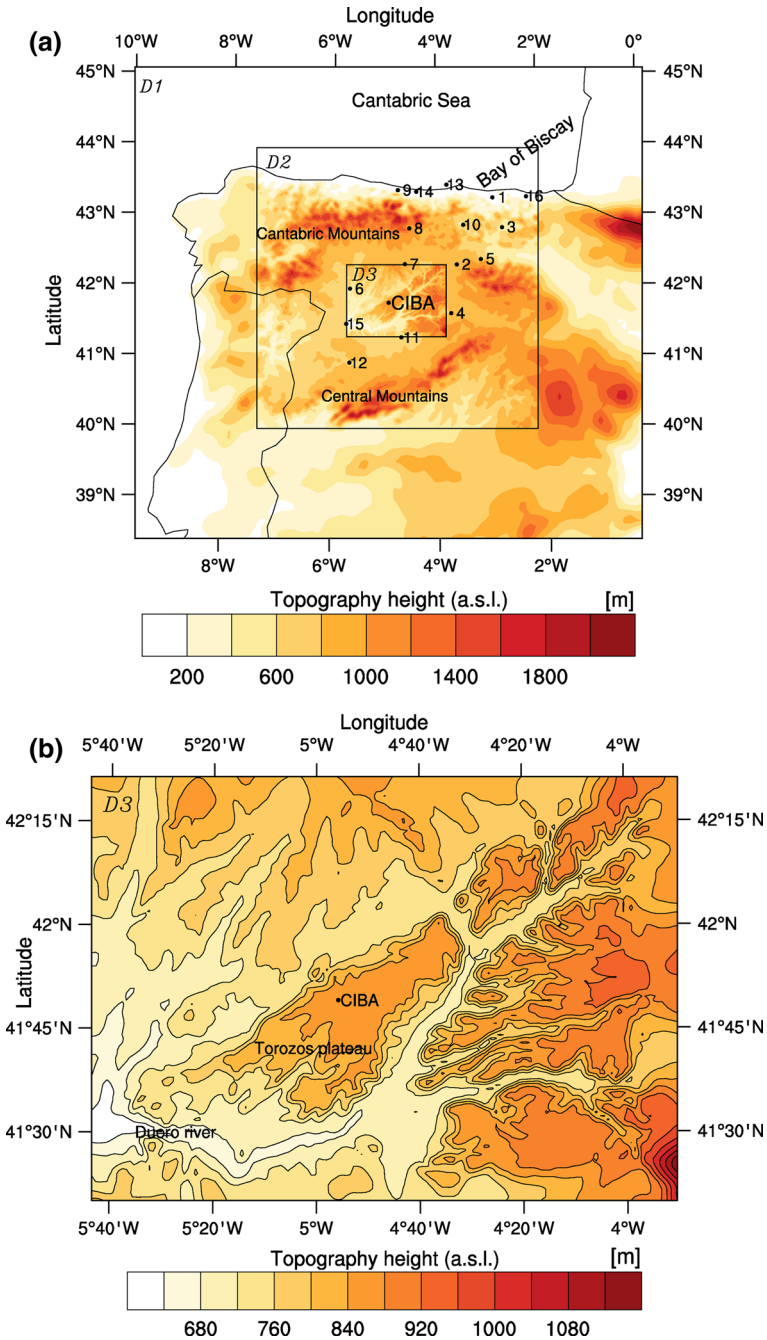 Longitude
(a)
10°W 8°W 6°W 4°W 2°W 0°
45°N 45°N
D1
Cantabric Sea
44°N 44°N
Bay of Biscay
D2
9 14 13
1 16
43°N 43°N
Cantabric Mountains 8 10 3
7 2 5
42°N D3 42°N
6 CIBA
Latitude
15 4
11
41°N 41°N
12
Central Mountains
40°N 40°N
39°N 39°N
8°W 6°W 4°W 2°W
Topography height (a.s.l.) [m]
200 600 1000 1400 1800
Longitude
(b)
5°40'W 5°20'W 5°W 4°40'W 4°20'W 4°W
D3
42°15'N 42°15'N
42°N 42°N
Latitude
CIBA
41°45'N 41°45'N
Torozos plateau
41°30'N Duero river 41°30'N
5°40'W 5°20'W 5°W 4°40'W 4°20'W 4°W
Topography height (a.s.l.) [m]
680 760 840 920 1000 1080